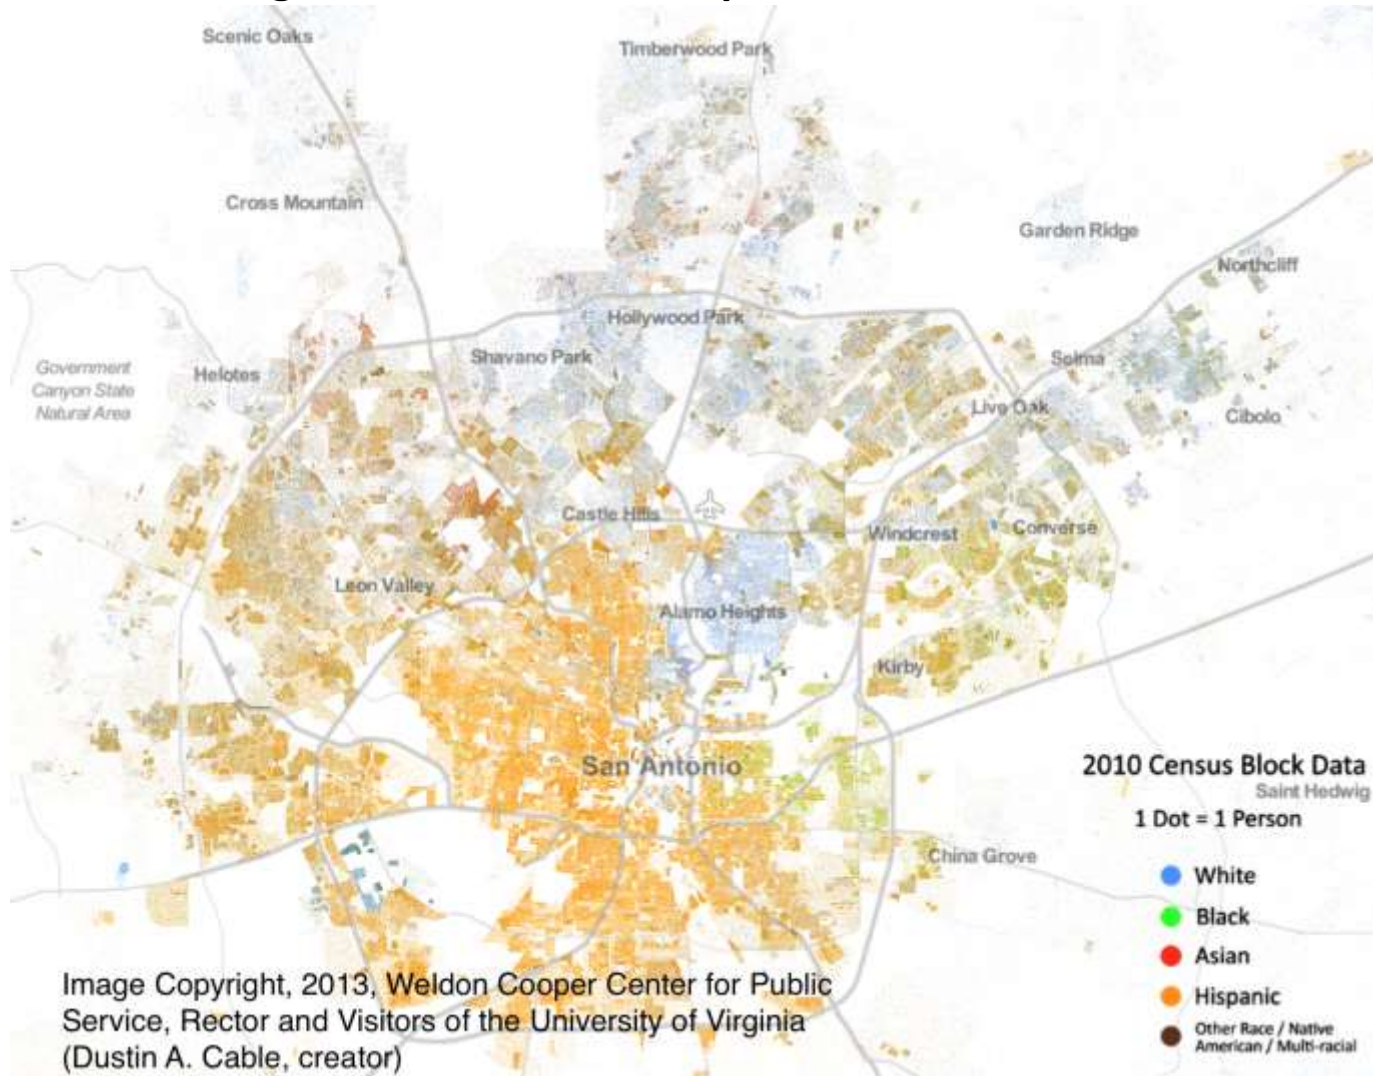 Scenic Oaks
Timberwood Park
Cross Mountain
Garden Ridge
Northcliff
Hollywood Park
Shavano Park
Selma
Government
Canyon State
Natural Area
Helotes
Live Oak
Cibolo
Castle Hills
Windcrest
Converse
Leon Valley
Alamo Heights
Kirby
San Antonio
2010 Census Block Data
Saint Hedwig
1 Dot = 1 Person
China Grove
White
Black
Asian
Hispanic
Other Race / Native
American / Multi-racial
Image Copyright, 2013, Weldon Cooper Center for Public
Service, Rector and Visitors of the University of Virginia
(Dustin A. Cable, creator)